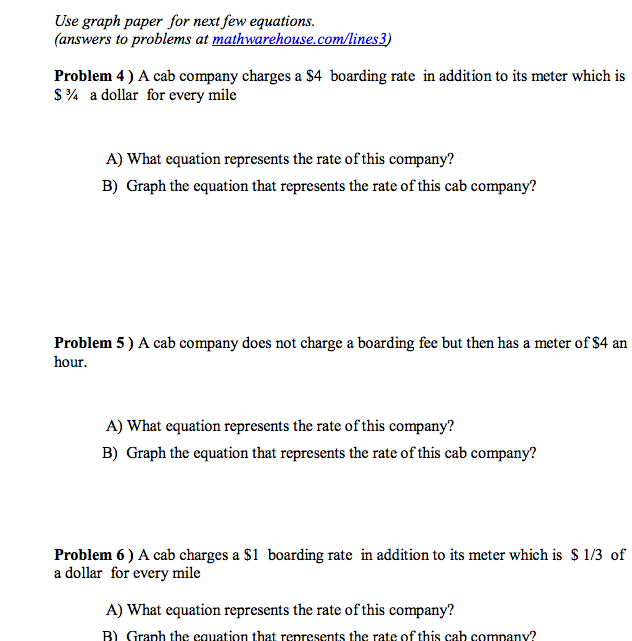 Use graph paper for next few equations.
(answers to problems at mathwarehouse.com/lines3)
Problem 4 ) A cab company charges a $4 boarding rate in addition to its meter which is
$ ¾ a dollar for every mile
A) What equation represents the rate of this company?
B) Graph the equation that represents the rate of this cab company?
Problem 5 ) A cab company does not charge a boarding fee but then has a meter of $4 an
hour.
A) What equation represents the rate of this company?
B) Graph the equation that represents the rate of this cab company?
Problem 6 ) A cab charges a $1 boarding rate in addition to its meter which is $ 1/3 of
a dollar for every mile
A) What equation represents the rate of this company?
B) Graph the equation that represents the rate of this cab company?